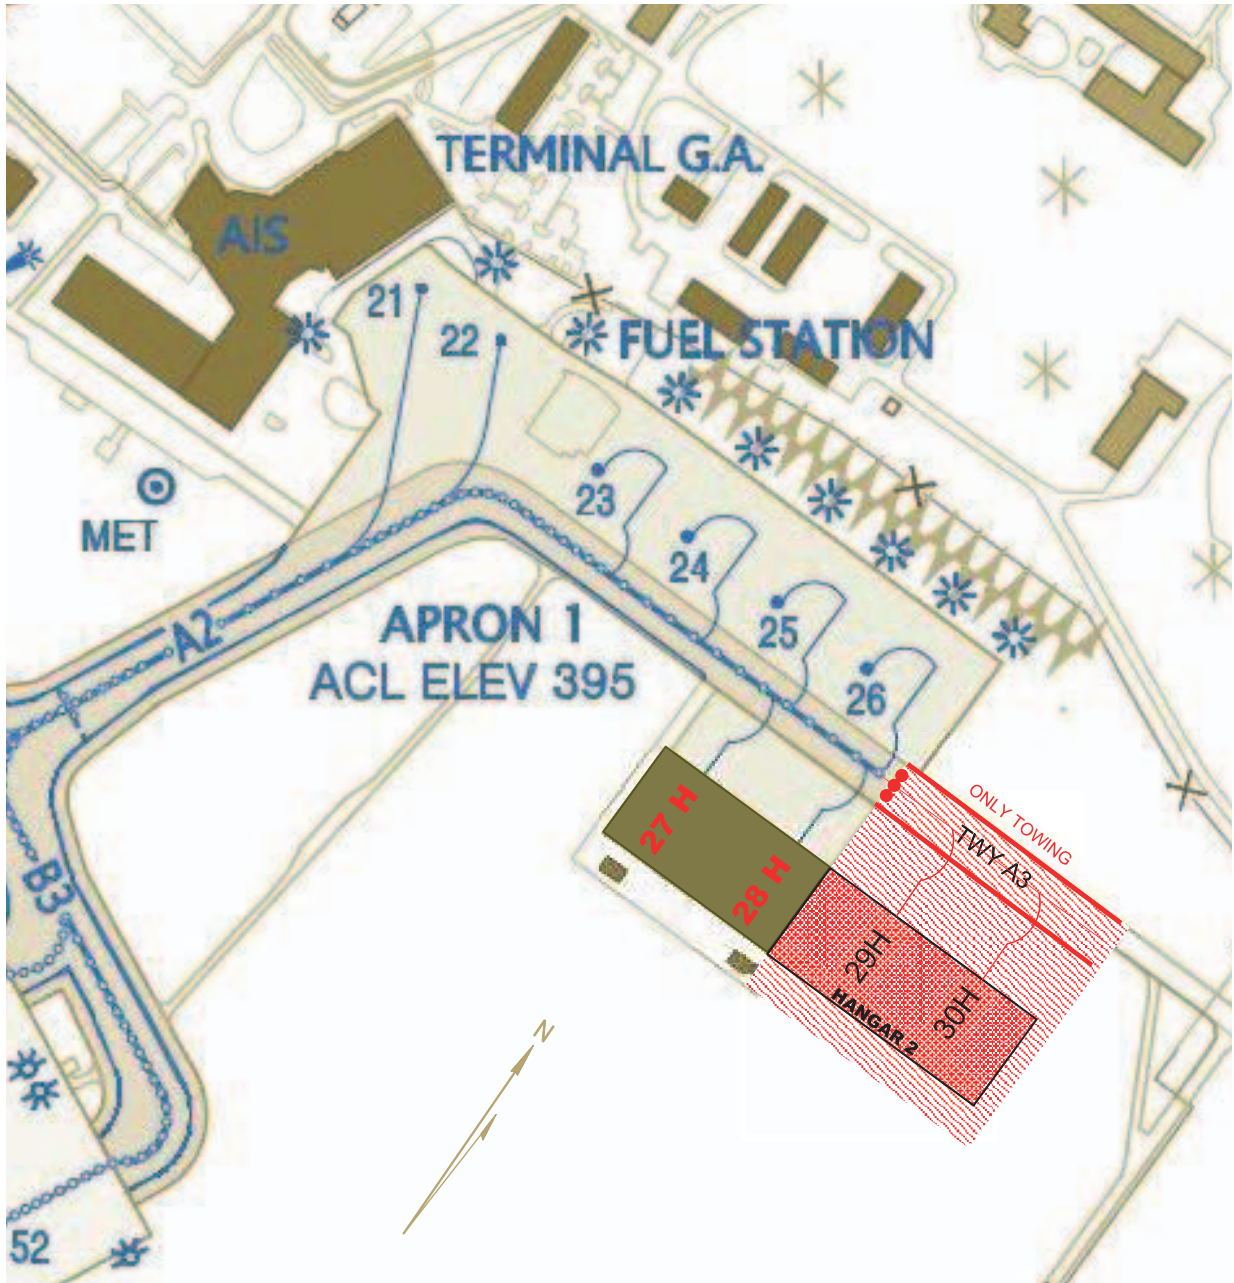 TERMINAL G.A.
AIS
21
22
FUEL STATION
23
MET
24
A2
APRON 1
ACL ELEV 395
25
26
ONLY TOWING
TWY A3
27 H
28 H
B3
29H
30H
HANGAR 2
N
52